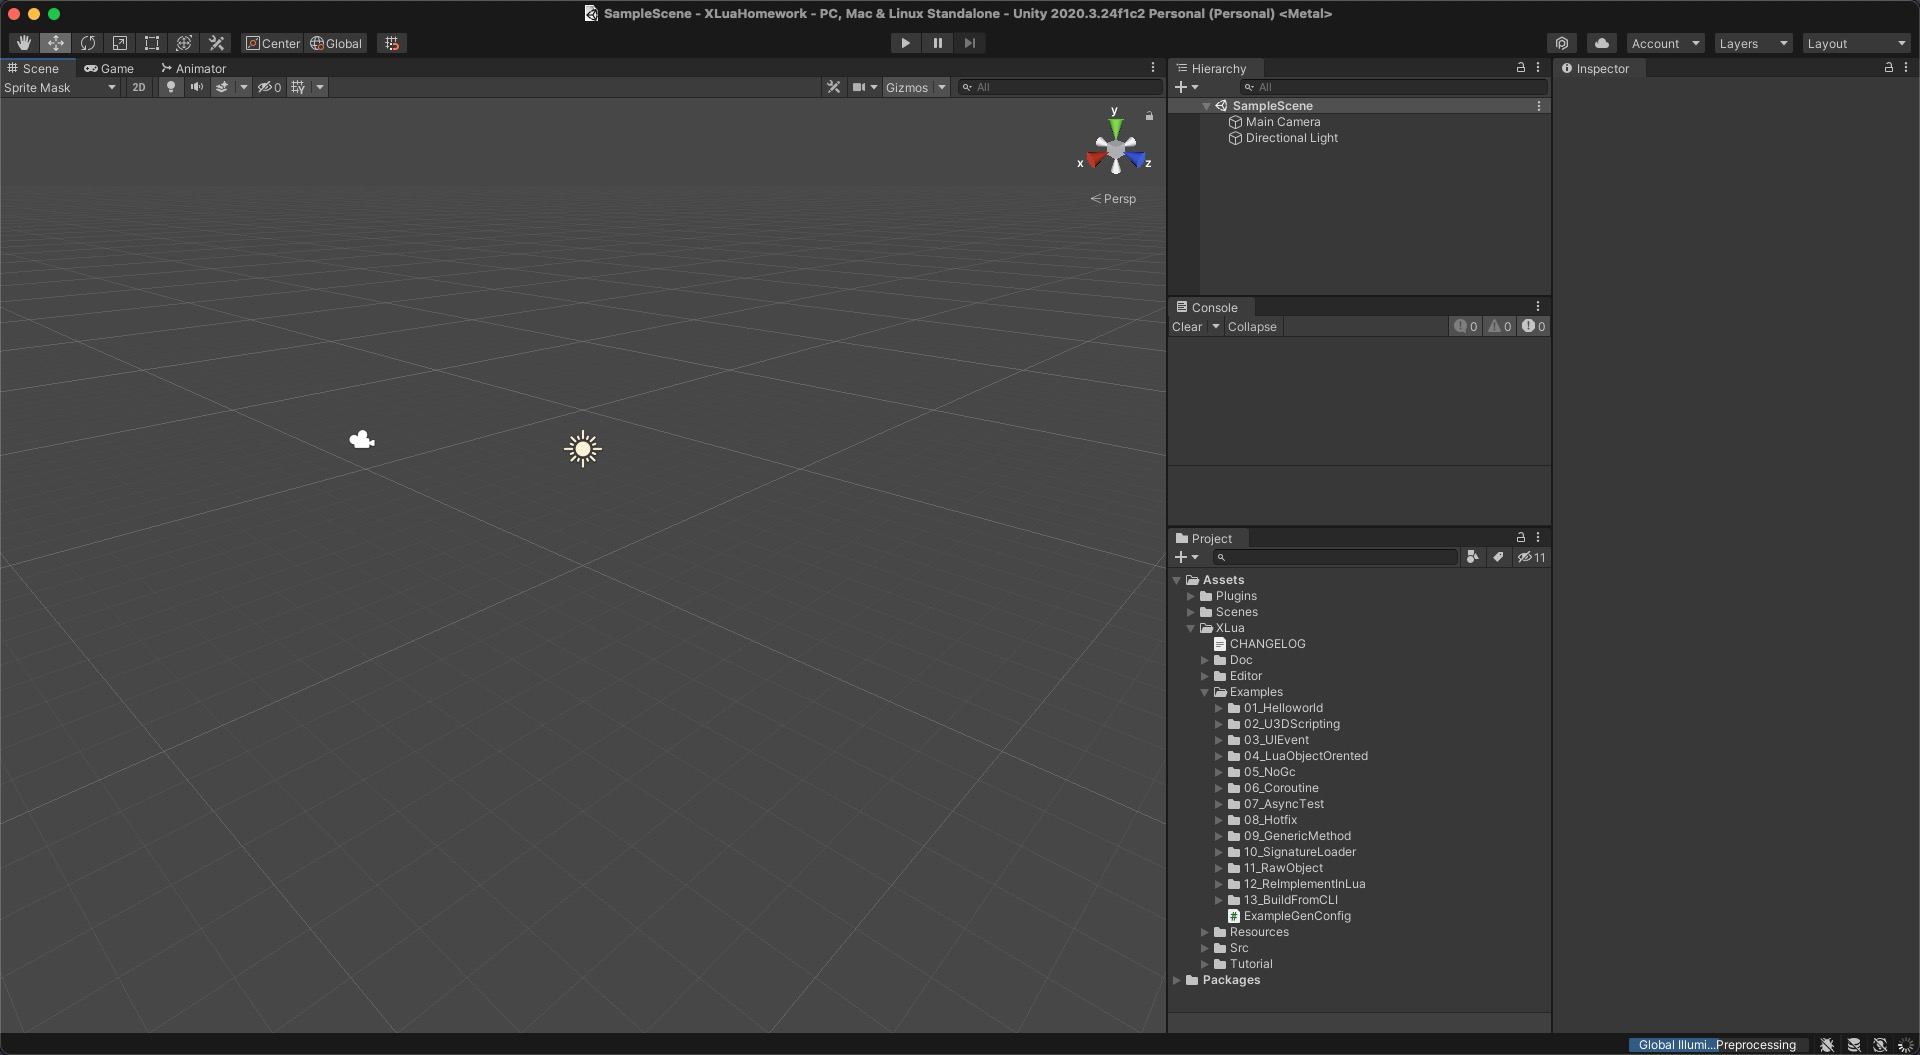 SampleScene - XLuaHomework - PC, Mac & Linux Standalone - Unity 2020.3.24f1c2 Personal (Personal) <Metal>
Center Global Account Layers Layout
Scene Game Animator
Sprite Mask 2D 0 Gizmos All
y
x z
Persp
Hierarchy
All
SampleScene
Main Camera
Directional Light
Console
Clear Collapse 0 0 0
Project
11
Assets
Plugins
Scenes
XLua
CHANGELOG
Doc
Editor
Examples
01_Helloworld
02_U3DScripting
03_UIEvent
04_LuaObjectOrented
05_NoGc
06_Coroutine
07_AsyncTest
08_Hotfix
09_GenericMethod
10_SignatureLoader
11_RawObject
12_ReImplementInLua
13_BuildFromCLI
ExampleGenConfig
Resources
Src
Tutorial
Packages
Inspector
Global Illumi...Preprocessing